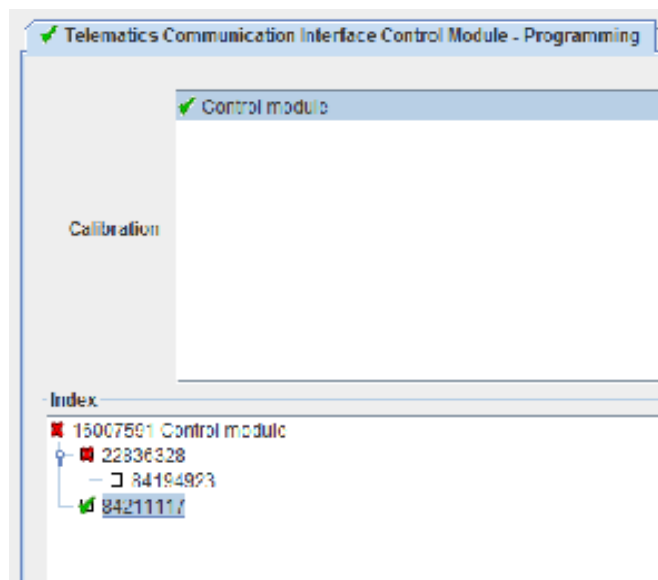 Telematics Communication Interface Control Module - Programming
Control module
Calibration
Index
15007591 Control module
22836328
84194923
84211117